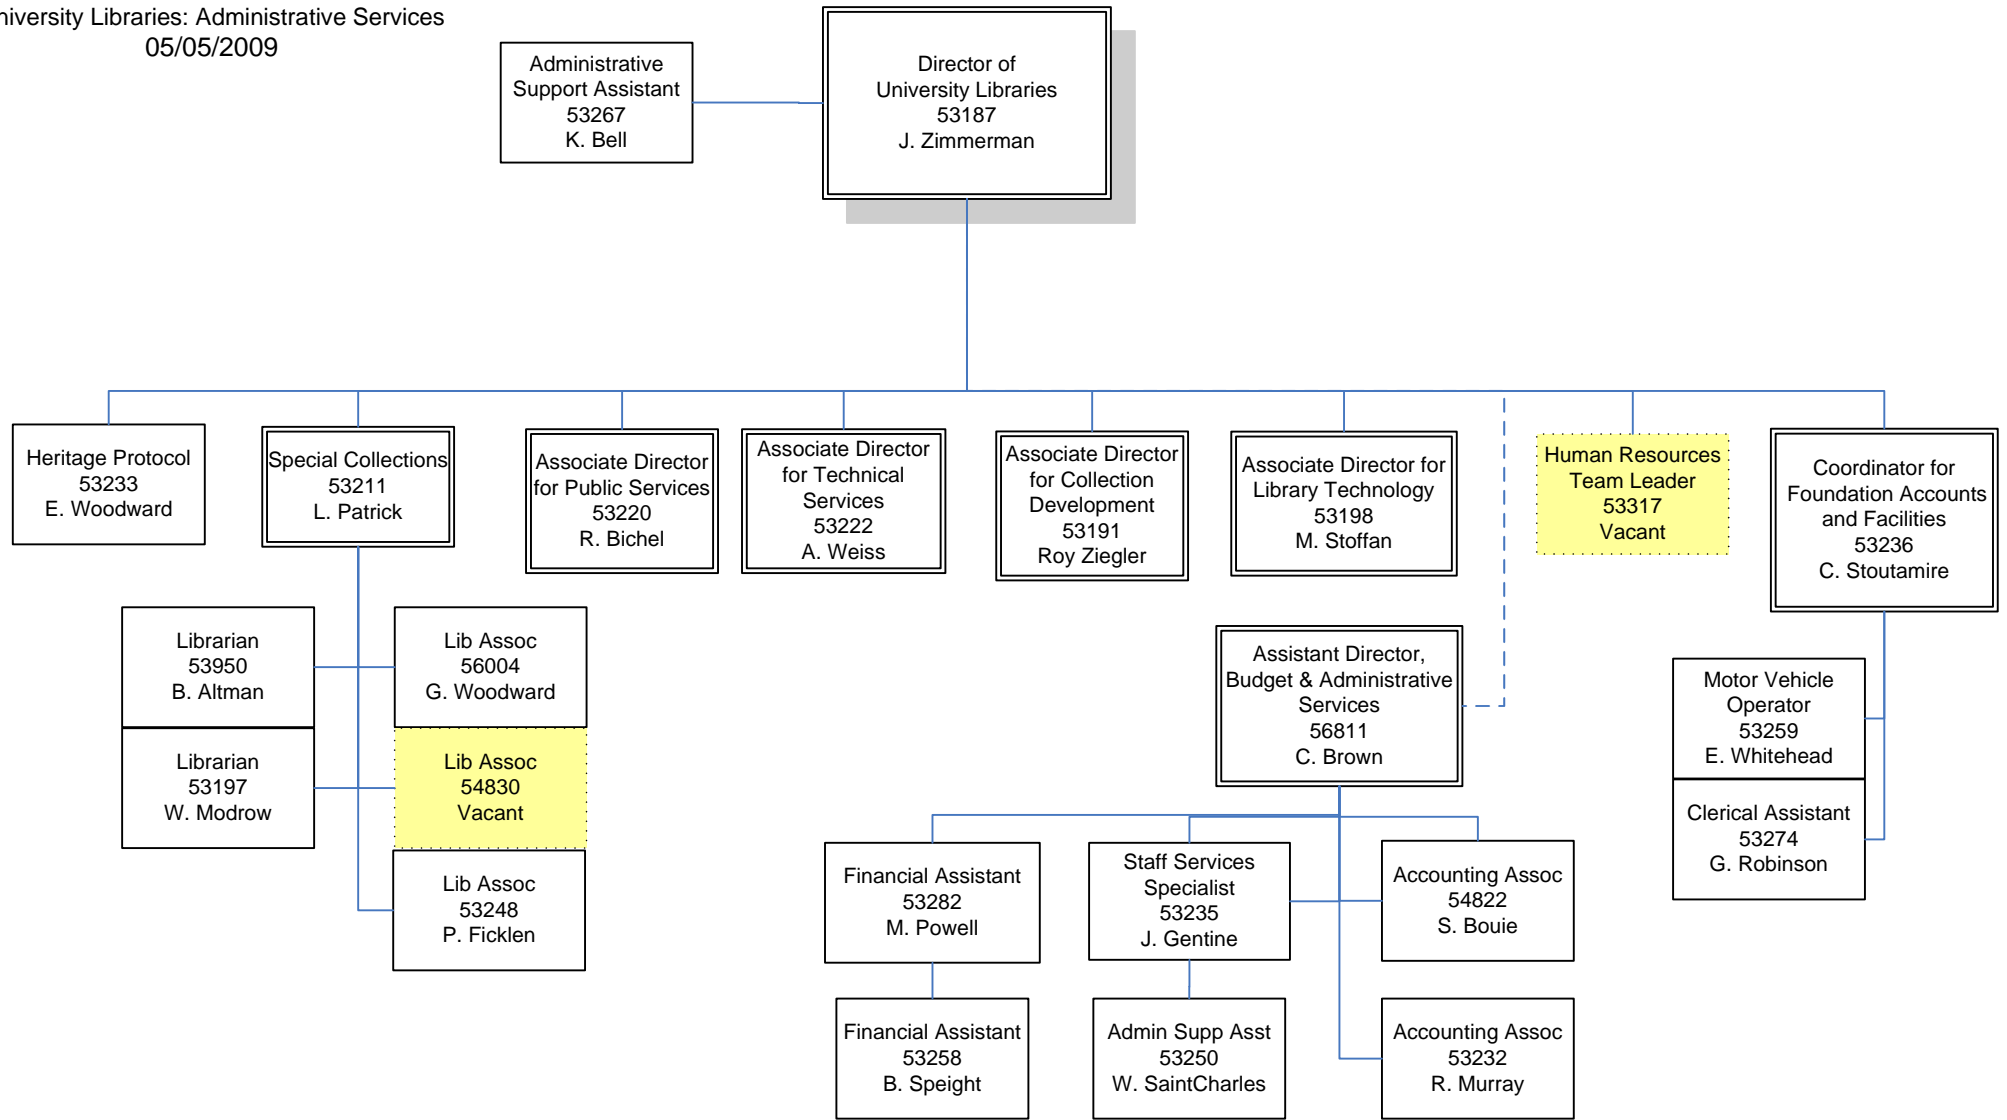 niversity Libraries: Administrative Services
05/05/2009
Administrative
Support Assistant
53267
K. Bell
Director of
University Libraries
53187
J. Zimmerman
Heritage Protocol
53233
E. Woodward
Special Collections
53211
L. Patrick
Associate Director
for Public Services
53220
R. Bichel
Associate Director
for Technical
Services
53222
A. Weiss
Associate Director
for Collection
Development
53191
Roy Ziegler
Associate Director for
Library Technology
53198
M. Stoffan
Human Resources
Team Leader
53317
Vacant
Coordinator for
Foundation Accounts
and Facilities
53236
C. Stoutamire
Librarian
53950
B. Altman
Lib Assoc
56004
G. Woodward
Librarian
53197
W. Modrow
Lib Assoc
54830
Vacant
Lib Assoc
53248
P. Ficklen
Assistant Director,
Budget & Administrative
Services
56811
C. Brown
Motor Vehicle
Operator
53259
E. Whitehead
Clerical Assistant
53274
G. Robinson
Financial Assistant
53282
M. Powell
Staff Services
Specialist
53235
J. Gentine
Accounting Assoc
54822
S. Bouie
Financial Assistant
53258
B. Speight
Admin Supp Asst
53250
W. SaintCharles
Accounting Assoc
53232
R. Murray